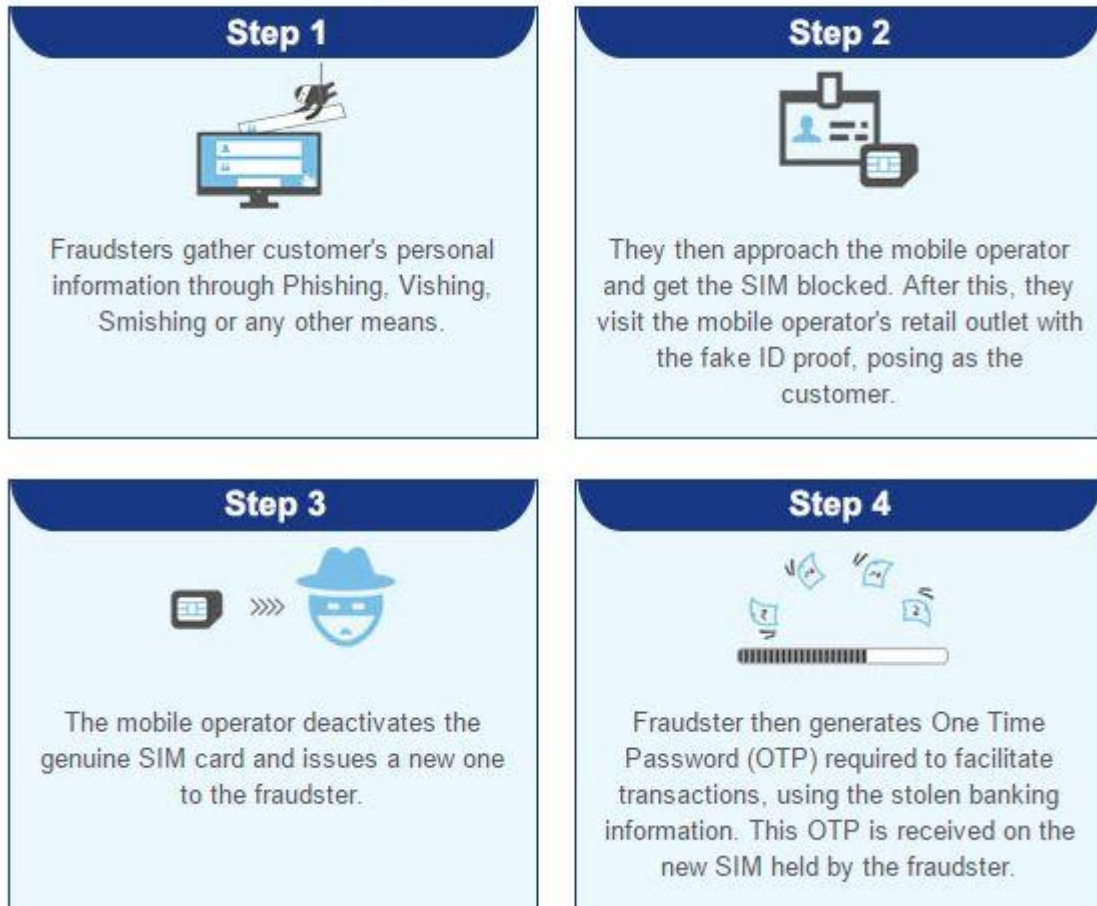 Step 1
Fraudsters gather customer's personal
information through Phishing, Vishing,
Smishing or any other means.
Step 2
They then approach the mobile operator
and get the SIM blocked. After this, they
visit the mobile operator's retail outlet with
the fake ID proof, posing as the
customer.
Step 3
The mobile operator deactivates the
genuine SIM card and issues a new one
to the fraudster.
Step 4
Fraudster then generates One Time
Password (OTP) required to facilitate
transactions, using the stolen banking
information. This OTP is received on the
new SIM held by the fraudster.